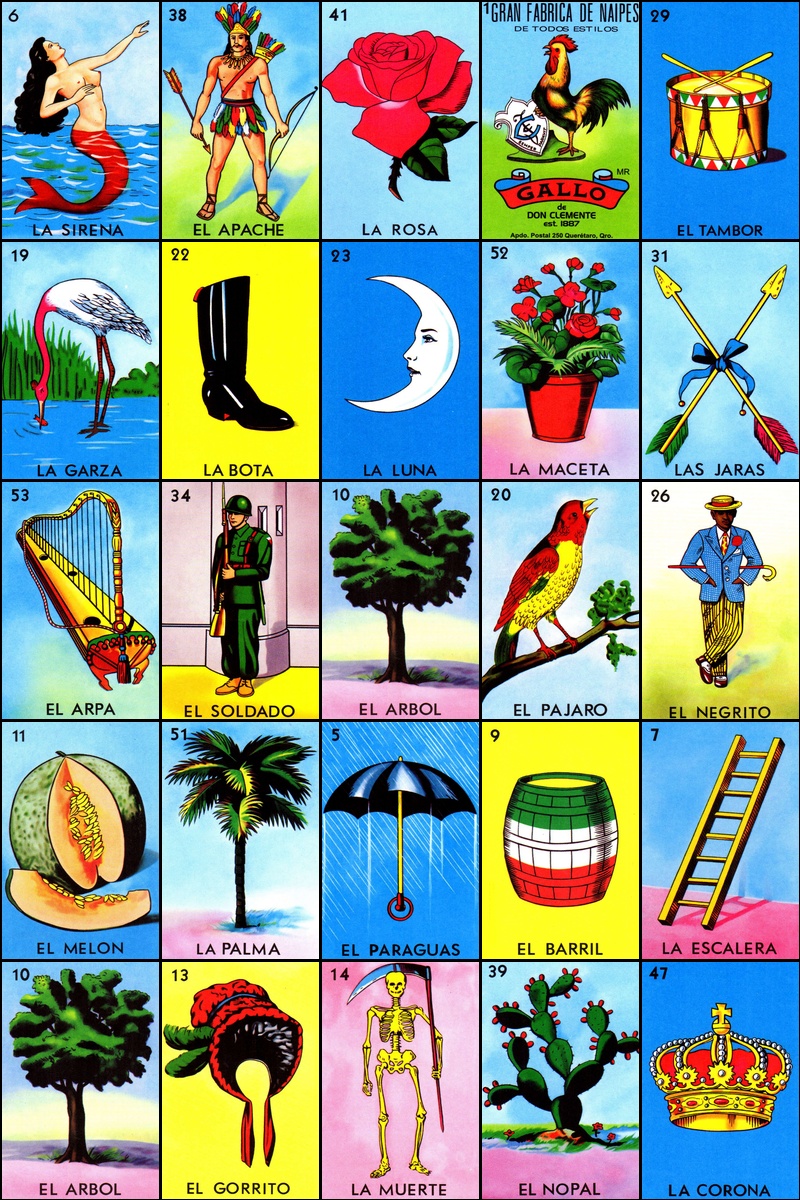 6
LA SIRENA
38
EL APACHE
41
LA ROSA
1GRAN FABRICA DE NAIPES
DE TODOS ESTILOS
MR
GALLO
de
DON CLEMENTE
est. 1887
Apdo. Postal 250 Querétaro, Qro.
29
EL TAMBOR
19
LA GARZA
22
LA BOTA
23
LA LUNA
52
LA MACETA
31
LAS JARAS
53
EL ARPA
34
EL SOLDADO
10
EL ARBOL
20
EL PAJARO
26
EL NEGRITO
11
EL MELON
51
LA PALMA
5
EL PARAGUAS
9
EL BARRIL
7
LA ESCALERA
10
EL ARBOL
13
EL GORRITO
14
LA MUERTE
39
EL NOPAL
47
LA CORONA